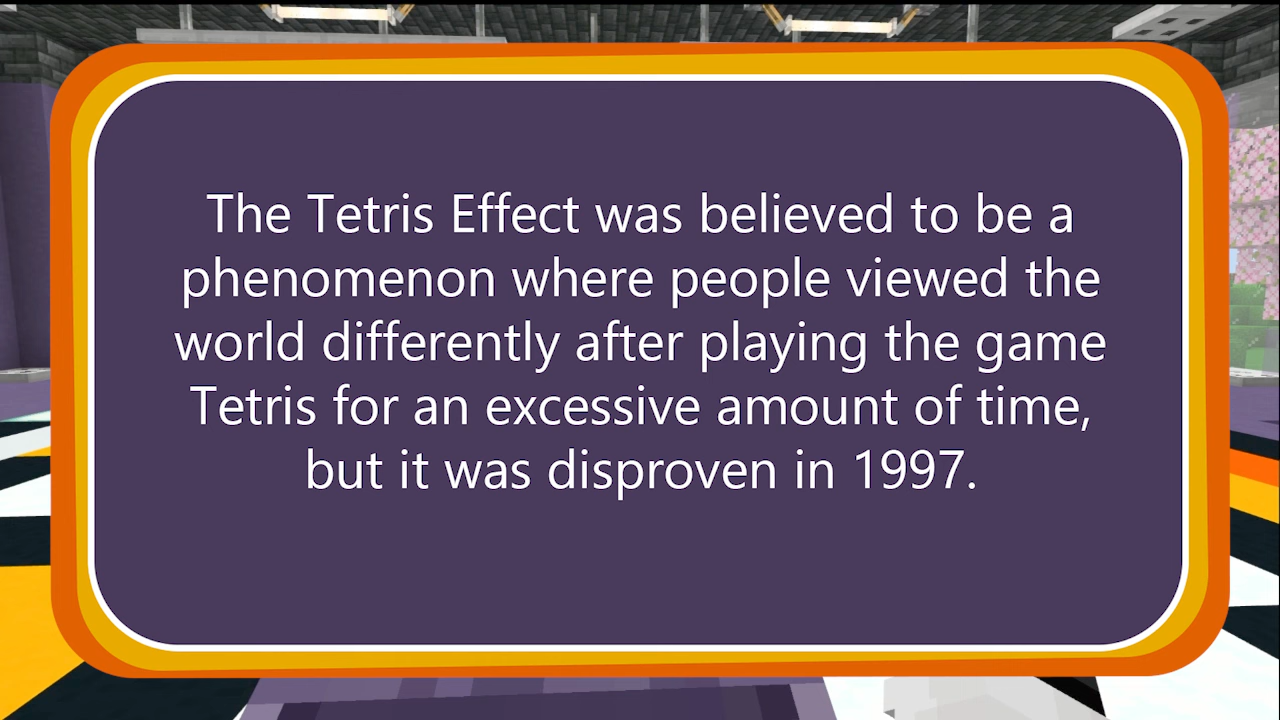 The Tetris Effect was believed to be a
phenomenon where people viewed the
world differently after playing the game
Tetris for an excessive amount of time,
but it was disproven in 1997.